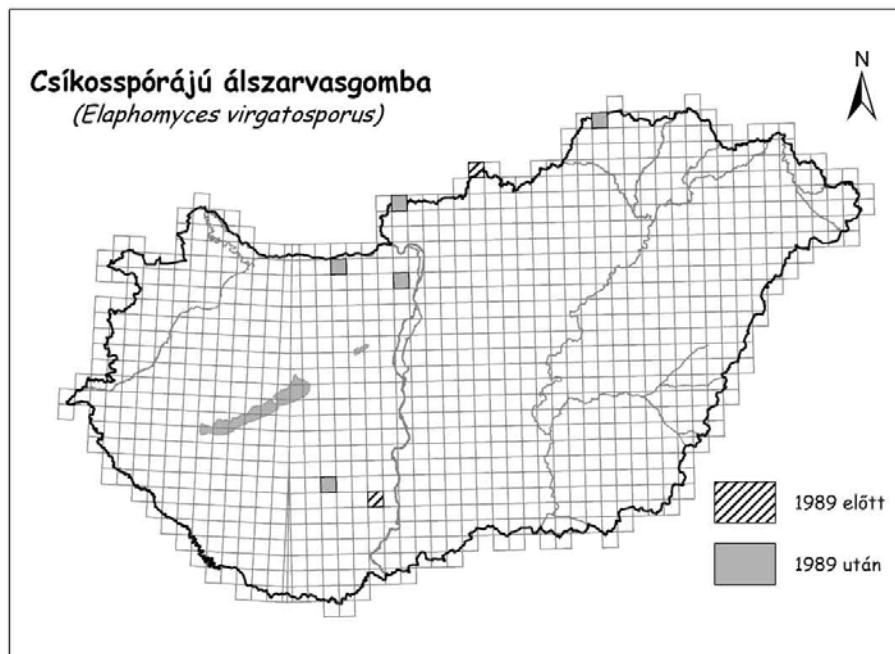 Csíkosspórájú álszarvasgomba
(Elaphomyces virgatosporus)
N
1989 előtt
1989 után